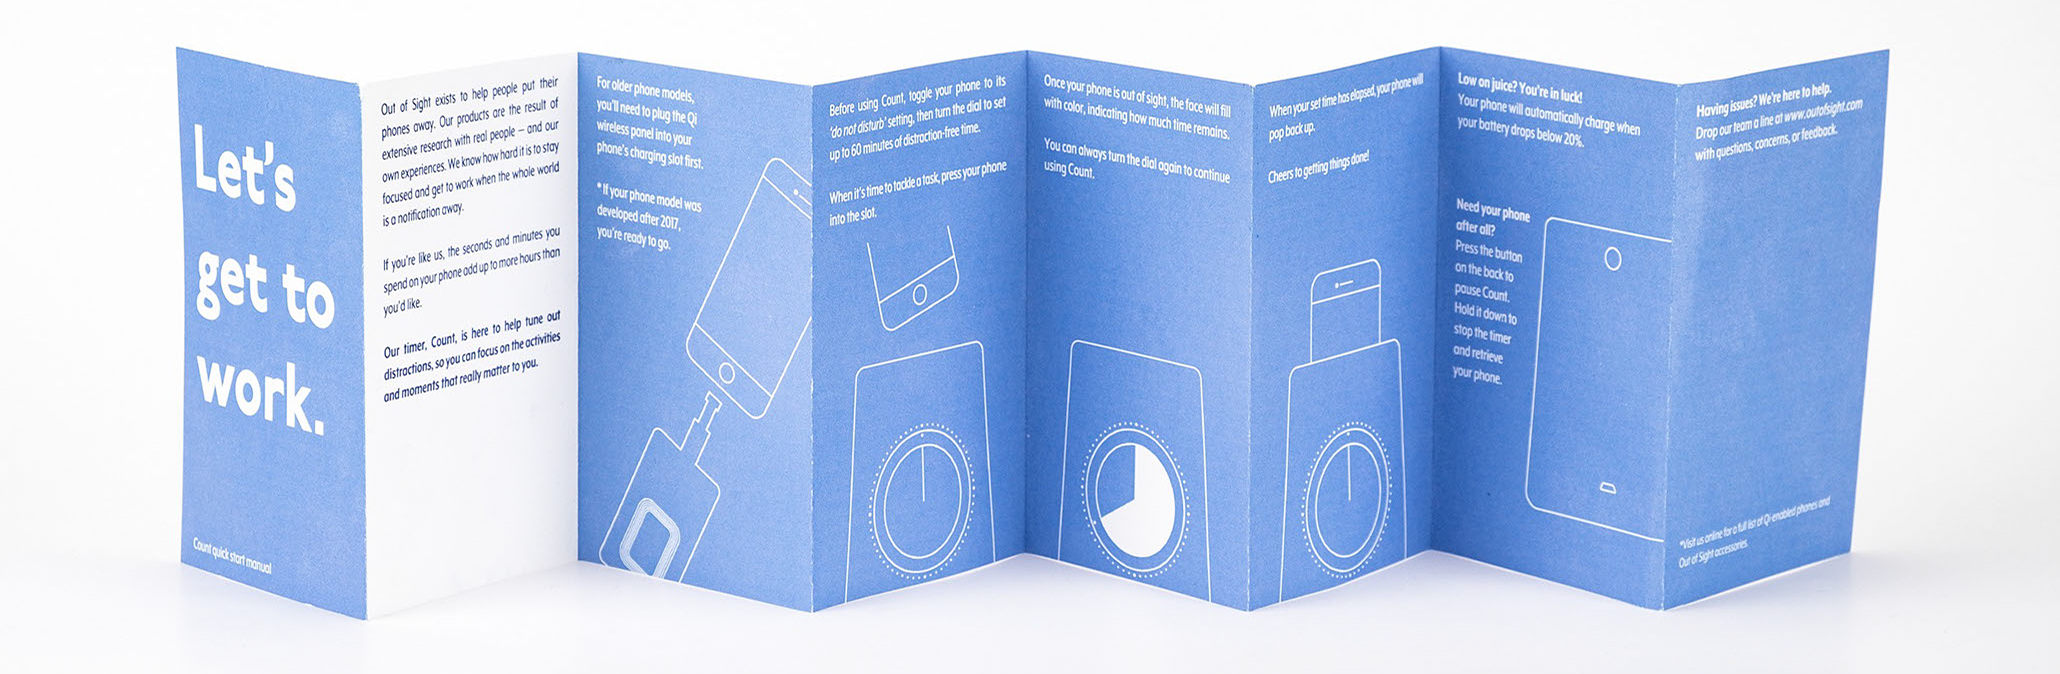 Let's
get to
work.
Count quick start manual
Out of Sight exists to help people put their
phones away. Our products are the result of
extensive research with real people – and our
own experiences. We know how hard it is to stay
focused and get to work when the whole world
is a notification away.
If you're like us, the seconds and minutes you
spend on your phone add up to more hours than
you'd like.
Our timer, Count, is here to help tune out
distractions, so you can focus on the activities
and moments that really matter to you.
For older phone models,
you'll need to plug the Qi
wireless panel into your
phone's charging slot first.
* If your phone model was
developed after 2017,
you're ready to go.
Before using Count, toggle your phone to its
'do not disturb' setting, then turn the dial to set
up to 60 minutes of distraction-free time.
When it's time to tackle a task, press your phone
into the slot.
Once your phone is out of sight, the face will fill
with color, indicating how much time remains.
You can always turn the dial again to continue
using Count.
When your set time has elapsed, your phone will
pop back up.
Cheers to getting things done!
Low on juice? You're in luck!
Your phone will automatically charge when
your battery drops below 20%.
Need your phone
after all?
Press the button
on the back to
pause Count.
Hold it down to
stop the timer
and retrieve
your phone.
Having issues? We're here to help.
Drop our team a line at www.outofsight.com
with questions, concerns, or feedback.
*Visit us online for a full list of Qi-enabled phones and
Out of Sight accessories.